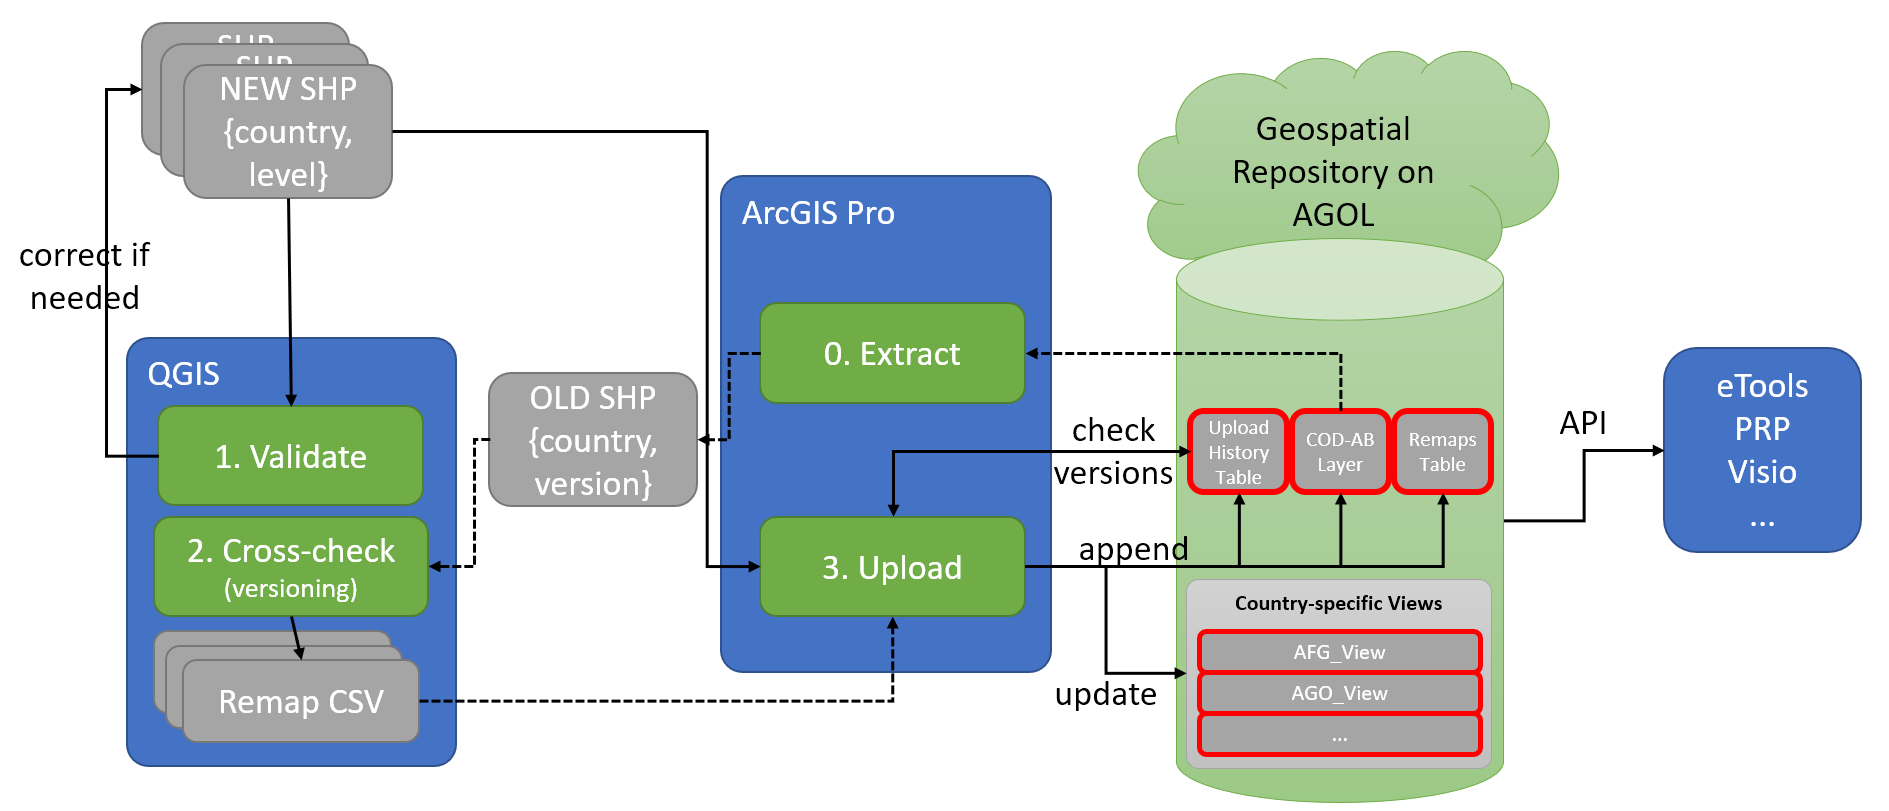 SHP
SHP
NEW SHP
{country,
level}
correct if
needed
QGIS
1. Validate
2. Cross-check
(versioning)
Remap CSV
OLD SHP
{country,
version}
ArcGIS Pro
0. Extract
3. Upload
Geospatial
Repository on
AGOL
check
versions
Upload
History
Table
COD-AB
Layer
Remaps
Table
append
update
Country-specific Views
AFG_View
AGO_View
...
API
eTools
PRP
Visio
...